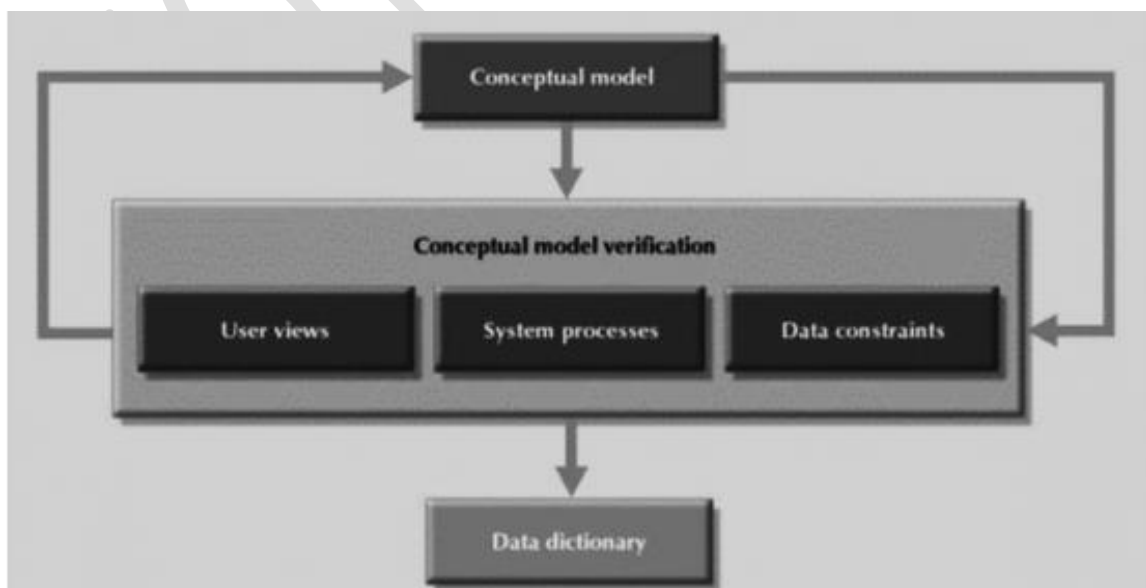 Conceptual model
Conceptual model verification
User views
System processes
Data constraints
Data dictionary